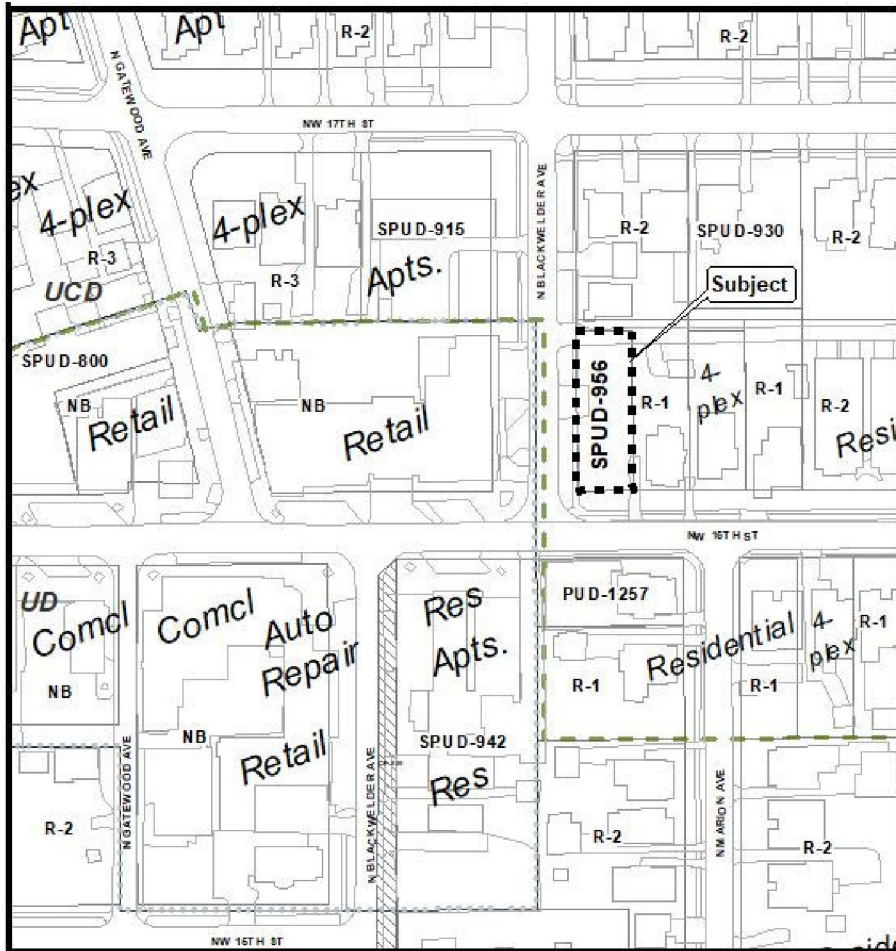 Apt
Apt
R-2
R-2
N GATEWOOD AVE
NW 17TH ST
N BLACKWELDER AVE
ex
4-plex
R-3
UCD
4-plex
R-3
SPUD-915
Apts.
R-2
SPUD-930
R-2
Subject
SPUD-800
NB
Retail
NB
Retail
SPUD-956
R-1
4-
plex
R-1
R-2
Resi
NW 16TH ST
UD
Comcl
NB
Comcl
Auto
Repair
NB
Retail
Res
Apts.
SPUD-942
Res
PUD-1257
R-1
Residential
R-1
4-
plex
R-1
N GATEWOOD AVE
N BLACKWELDER AVE
N MARION AVE
R-2
R-2
R-2
NW 15TH ST
side